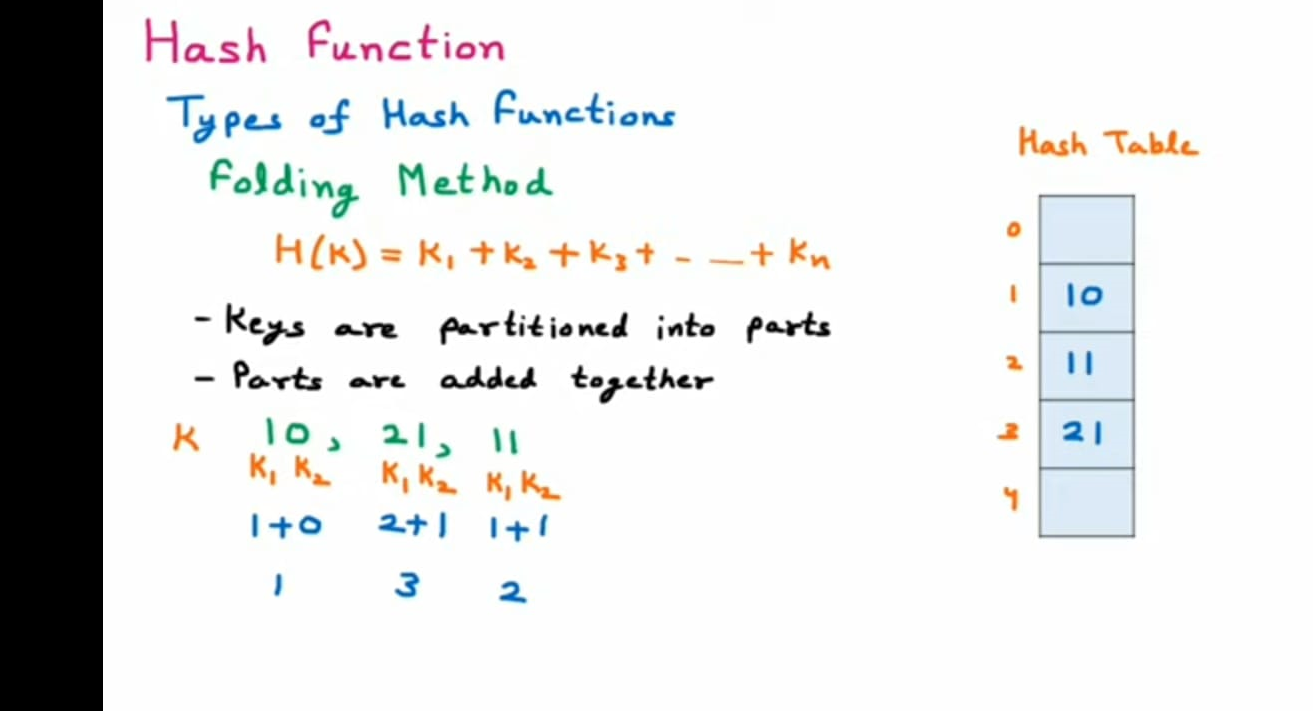 Hash Function
Types of Hash Functions
Folding Method
H(K) = K₁ + K₂ + K₃ + - — + Kn
- Keys are partitioned into parts
- Parts are added together
K 10, 21, 11
K₁ K₂ K₁ K₂ K₁ K₂
1+0 2+1 1+1
1 3 2
Hash Table
0
1 10
2 11
3 21
4